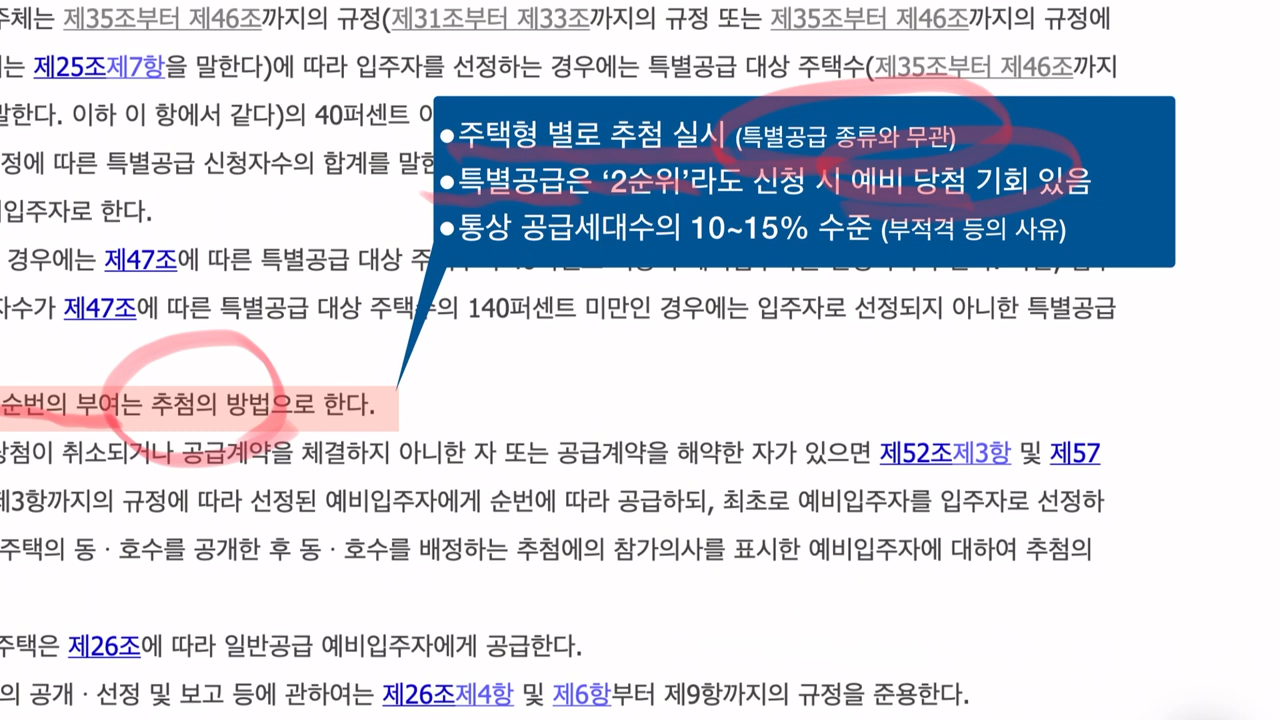 주체는 제35조부터 제46조까지의 규정(제31조부터 제33조까지의 규정 또는 제35조부터 제46조까지의 규정에
는 제25조제7항을 말한다)에 따라 입주자를 선정하는 경우에는 특별공급 대상 주택수(제35조부터 제46조까지
말한다. 이하 이 항에서 같다)의 40퍼센트 이
정에 따른 특별공급 신청자수의 합계를 말한
입주자로 한다.
●주택형 별로 추첨 실시 (특별공급 종류와 무관)
●특별공급은 ‘2순위’라도 신청 시 예비 당첨 기회 있음
●통상 공급세대수의 10~15% 수준 (부적격 등의 사유)
경우에는 제47조에 따른 특별공급 대상 주
자수가 제47조에 따른 특별공급 대상 주택수의 140퍼센트 미만인 경우에는 입주자로 선정되지 아니한 특별공급
순번의 부여는 추첨의 방법으로 한다.
당첨이 취소되거나 공급계약을 체결하지 아니한 자 또는 공급계약을 해약한 자가 있으면 제52조제3항 및 제57
제3항까지의 규정에 따라 선정된 예비입주자에게 순번에 따라 공급하되, 최초로 예비입주자를 입주자로 선정하
주택의 동ㆍ호수를 공개한 후 동ㆍ호수를 배정하는 추첨에의 참가의사를 표시한 예비입주자에 대하여 추첨의
주택은 제26조에 따라 일반공급 예비입주자에게 공급한다.
의 공개ㆍ선정 및 보고 등에 관하여는 제26조제4항 및 제6항부터 제9항까지의 규정을 준용한다.